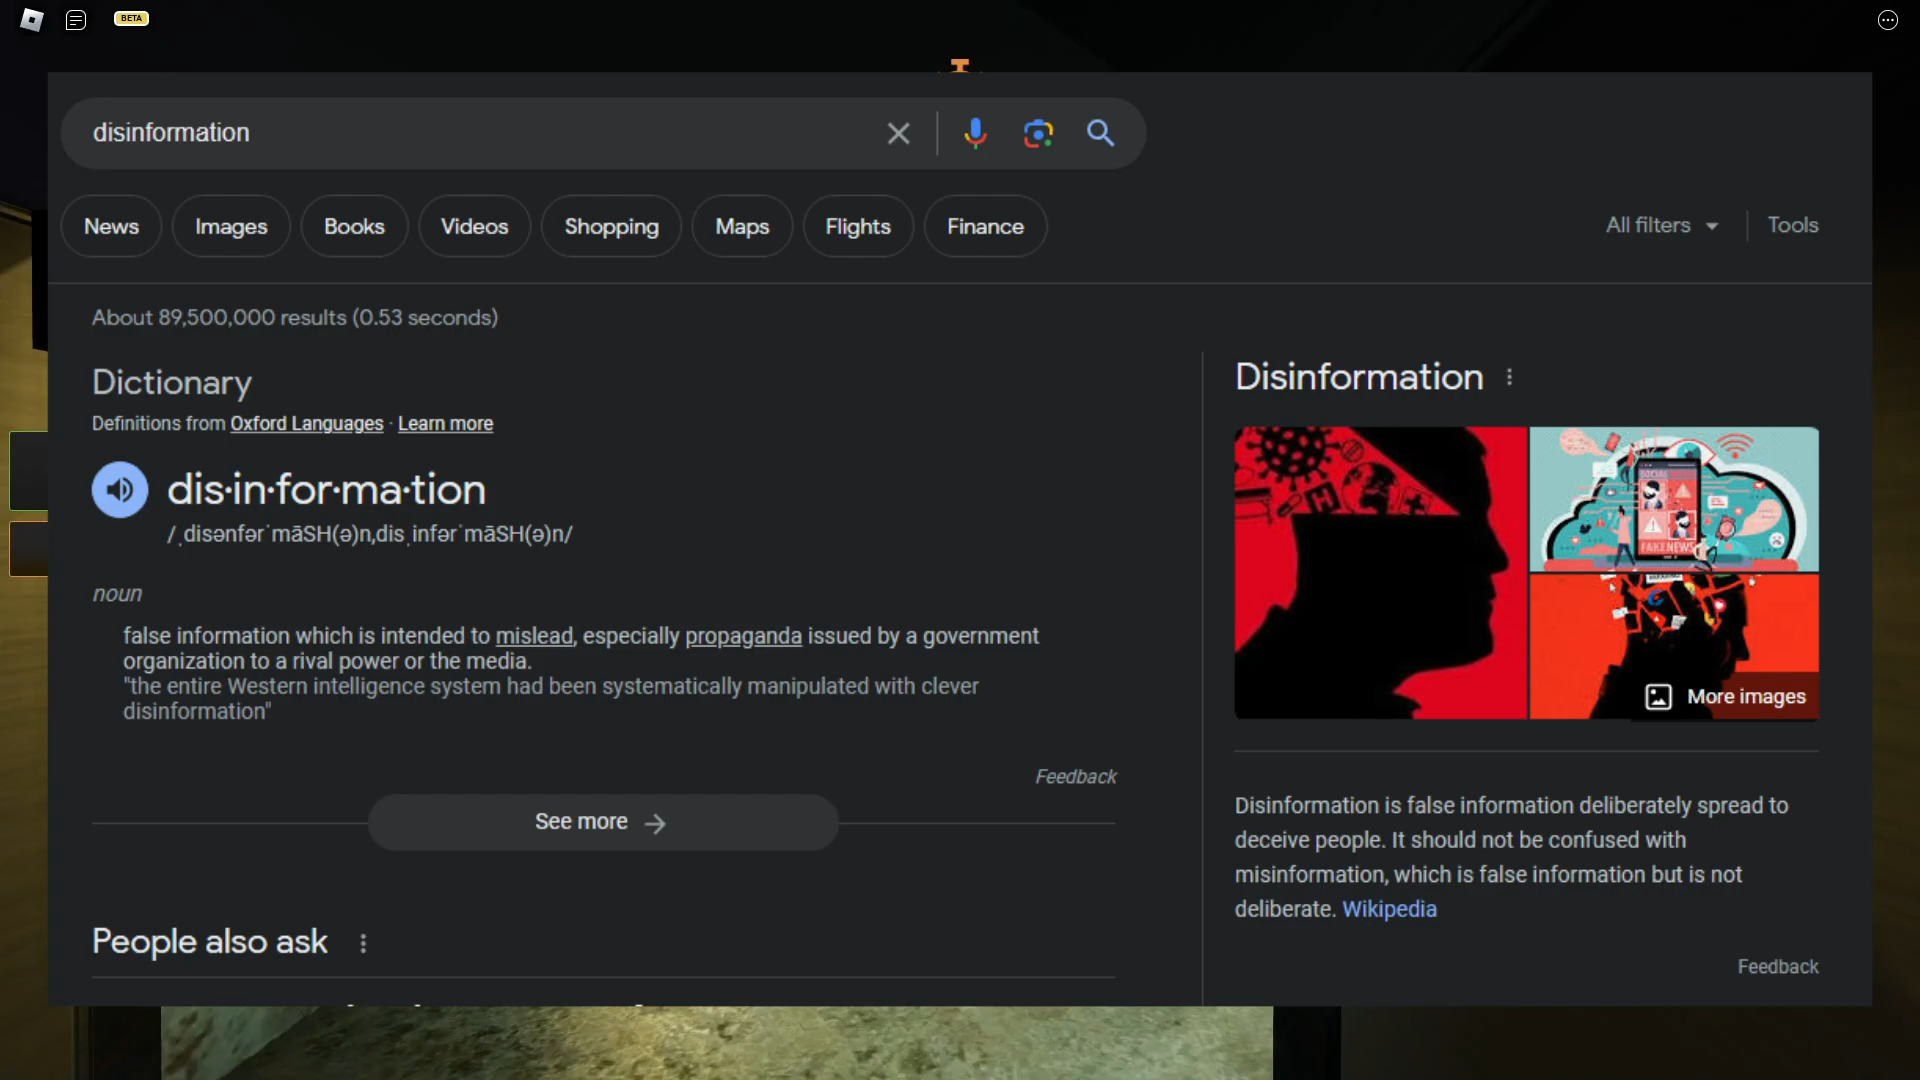 BETA
disinformation
News Images Books Videos Shopping Maps Flights Finance All filters Tools
About 89,500,000 results (0.53 seconds)
Dictionary
Definitions from Oxford Languages · Learn more
dis·in·for·ma·tion
/ˌdisənfərˈmāSH(ə)n,disˌinfərˈmāSH(ə)n/
noun
false information which is intended to mislead, especially propaganda issued by a government
organization to a rival power or the media.
"the entire Western intelligence system had been systematically manipulated with clever
disinformation"
Feedback
See more
People also ask
Disinformation
SOCIAL
FAKE NEWS
More images
Disinformation is false information deliberately spread to
deceive people. It should not be confused with
misinformation, which is false information but is not
deliberate. Wikipedia
Feedback